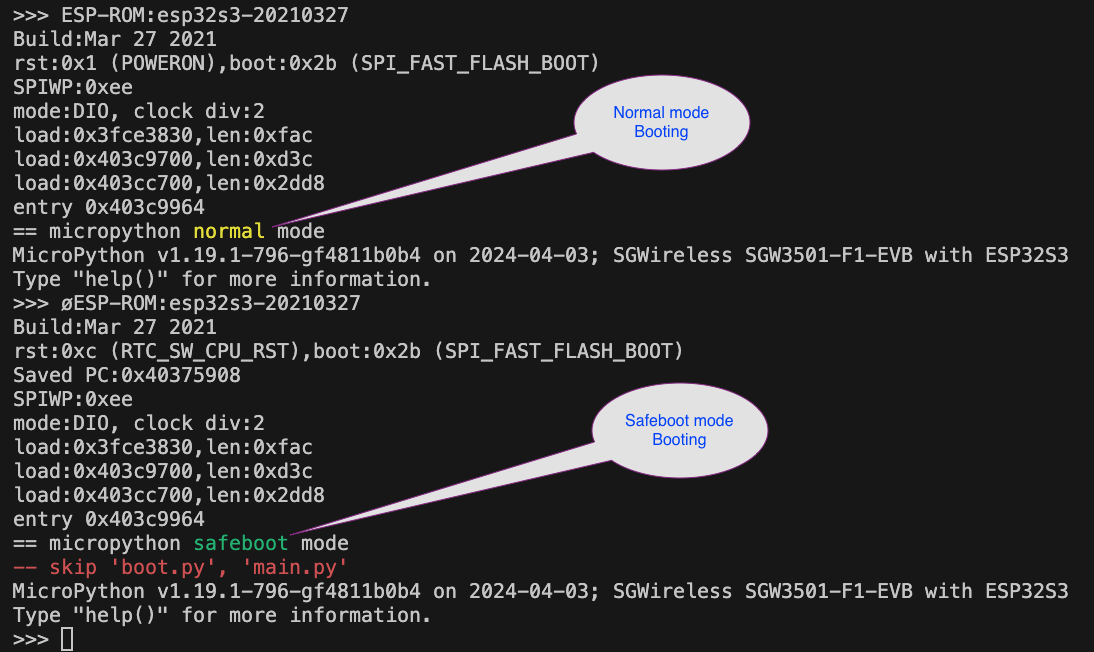 >>> ESP-ROM:esp32s3-20210327
Build:Mar 27 2021
rst:0x1 (POWERON),boot:0x2b (SPI_FAST_FLASH_BOOT)
SPIWP:0xee
mode:DIO, clock div:2
load:0x3fce3830,len:0xfac
load:0x403c9700,len:0xd3c
load:0x403cc700,len:0x2dd8
entry 0x403c9964
== micropython normal mode
MicroPython v1.19.1-796-gf4811b0b4 on 2024-04-03; SGWireless SGW3501-F1-EVB with ESP32S3
Type "help()" for more information.
>>> øESP-ROM:esp32s3-20210327
Build:Mar 27 2021
rst:0xc (RTC_SW_CPU_RST),boot:0x2b (SPI_FAST_FLASH_BOOT)
Saved PC:0x40375908
SPIWP:0xee
mode:DIO, clock div:2
load:0x3fce3830,len:0xfac
load:0x403c9700,len:0xd3c
load:0x403cc700,len:0x2dd8
entry 0x403c9964
== micropython safeboot mode
-- skip 'boot.py', 'main.py'
MicroPython v1.19.1-796-gf4811b0b4 on 2024-04-03; SGWireless SGW3501-F1-EVB with ESP32S3
Type "help()" for more information.
>>>
Normal mode
Booting
Safeboot mode
Booting